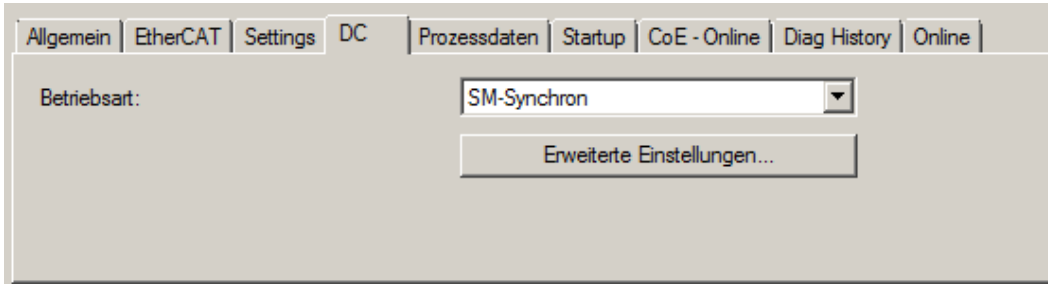 Allgemein EtherCAT Settings DC Prozessdaten Startup CoE - Online Diag History Online
Betriebsart: SM-Synchron
Erweiterte Einstellungen...